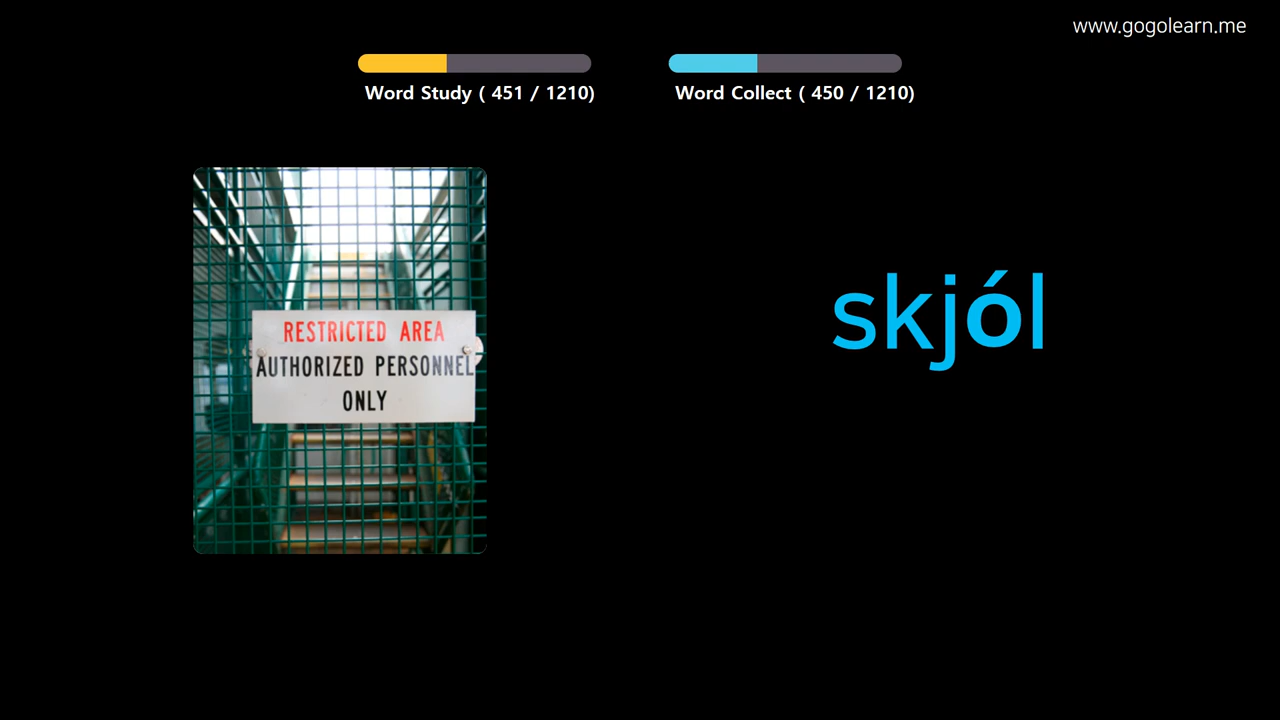 www.gogolearn.me
Word Study ( 451 / 1210)
Word Collect ( 450 / 1210)
RESTRICTED AREA
AUTHORIZED PERSONNEL
ONLY
skjól